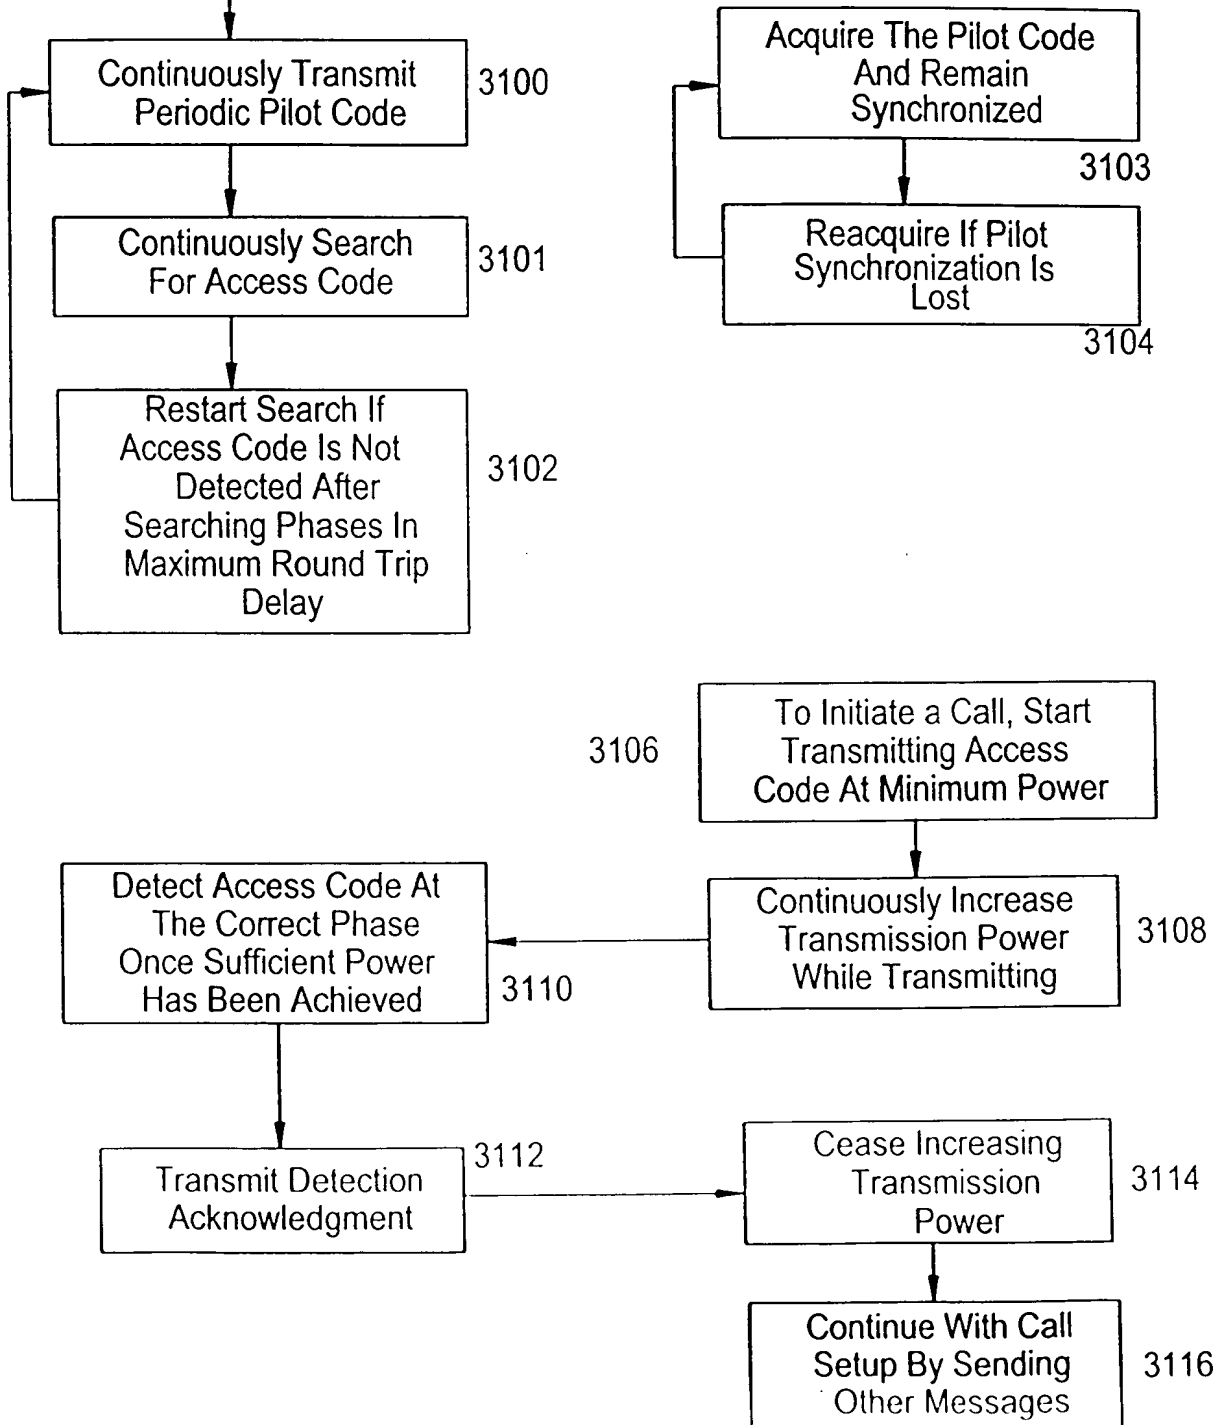 Continuously Transmit
Periodic Pilot Code
3100
Continuously Search
For Access Code
3101
Restart Search If
Access Code Is Not
Detected After
Searching Phases In
Maximum Round Trip
Delay
3102
Acquire The Pilot Code
And Remain
Synchronized
3103
Reacquire If Pilot
Synchronization Is
Lost
3104
3106
To Initiate a Call, Start
Transmitting Access
Code At Minimum Power
Continuously Increase
Transmission Power
While Transmitting
3108
Detect Access Code At
The Correct Phase
Once Sufficient Power
Has Been Achieved
3110
Transmit Detection
Acknowledgment
3112
Cease Increasing
Transmission
Power
3114
Continue With Call
Setup By Sending
Other Messages
3116